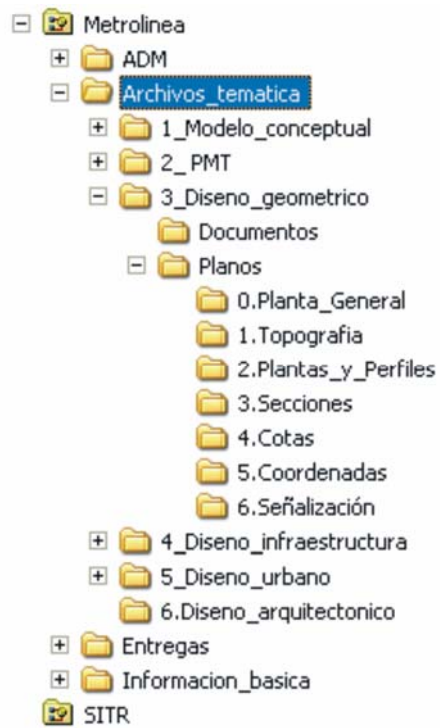 Metrolinea
ADM
Archivos_tematica
1_Modelo_conceptual
2_ PMT
3_Diseno_geometrico
Documentos
Planos
0.Planta_General
1.Topografia
2.Plantas_y_Perfiles
3.Secciones
4.Cotas
5.Coordenadas
6.Señalización
4_Diseno_infraestructura
5_Diseno_urbano
6.Diseno_arquitectonico
Entregas
Informacion_basica
SITR